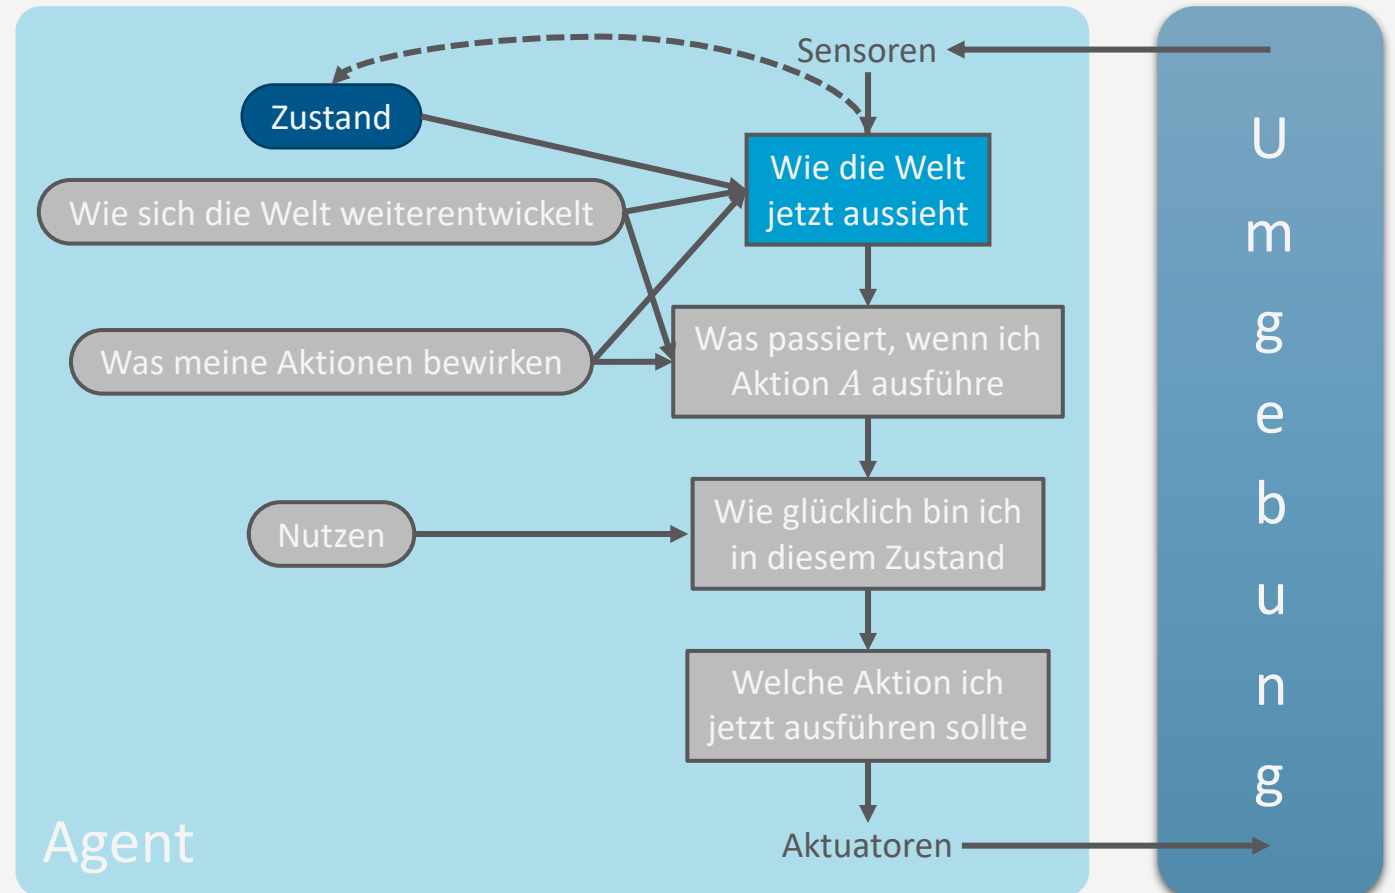 Sensoren
Zustand
Wie die Welt
jetzt aussieht
Wie sich die Welt weiterentwickelt
Was passiert, wenn ich
Aktion A ausführe
Was meine Aktionen bewirken
Wie glücklich bin ich
in diesem Zustand
Nutzen
Welche Aktion ich
jetzt ausführen sollte
Aktuatoren
Agent
Umgebung